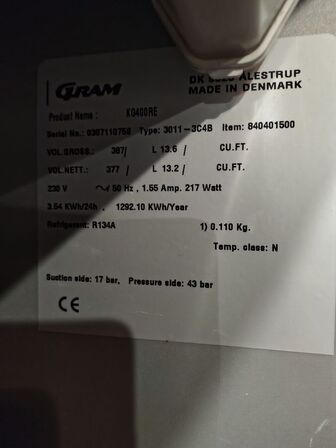 GRAM
DK ALESTRUP
MADE IN DENMARK
Product Name : K0400RE
Serial No.: 0307110758 Type: 3011-3C4B Item: 840401500
VOL.GROSS.: 387/ L 13.6/ CU.FT.
VOL.NETT.: 377 / L 13.2/ CU.FT.
230 V ~/ 50 Hz, 1.55 Amp. 217 Watt
3.54 KWh/24h , 1292.10 KWh/Year
Refrigerent: R134A 1) 0.110 Kg.
Temp. class: N
Suction side: 17 bar, Pressure side: 43 bar
CE